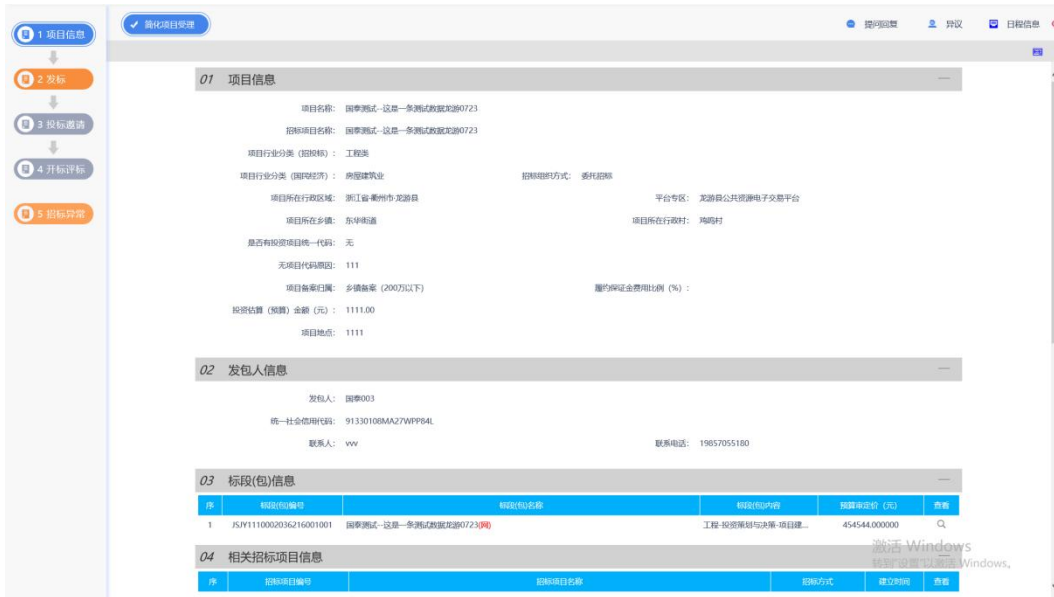 简化项目受理
提问回复 异议 日程信息
1 项目信息
2 发标
3 投标邀请
4 开标评标
5 招标异常
01 项目信息
项目名称: 国泰测试--这是一条测试数据龙游0723
招标项目名称: 国泰测试--这是一条测试数据龙游0723
项目行业分类 (招投标) : 工程类
项目行业分类 (国民经济) : 房屋建筑业 招标组织方式: 委托招标
项目所在行政区域: 浙江省·衢州市·龙游县 平台专区: 龙游县公共资源电子交易平台
项目所在乡镇: 东华街道 项目所在行政村: 鸡鸣村
是否有投资项目统一代码: 无
无项目代码原因: 111
项目备案归属: 乡镇备案 (200万以下) 履约保证金费用比例 (%) :
投资估算 (预算) 金额 (元) : 1111.00
项目地点: 1111
02 发包人信息
发包人: 国泰003
统一社会信用代码: 91330108MA27WPP84L
联系人: vvv 联系电话: 19857055180
03 标段(包)信息
序 标段(包)编号 标段(包)名称 标段(包)内容 预算审定价 (元) 查看
1 JSJY1110002036216001001 国泰测试--这是一条测试数据龙游0723(网) 工程-投资策划与决策-项目建... 454544.000000
04 相关招标项目信息
序 招标项目编号 招标项目名称 招标方式 建立时间 查看
激活 Windows
转到"设置"以激活 Windows。